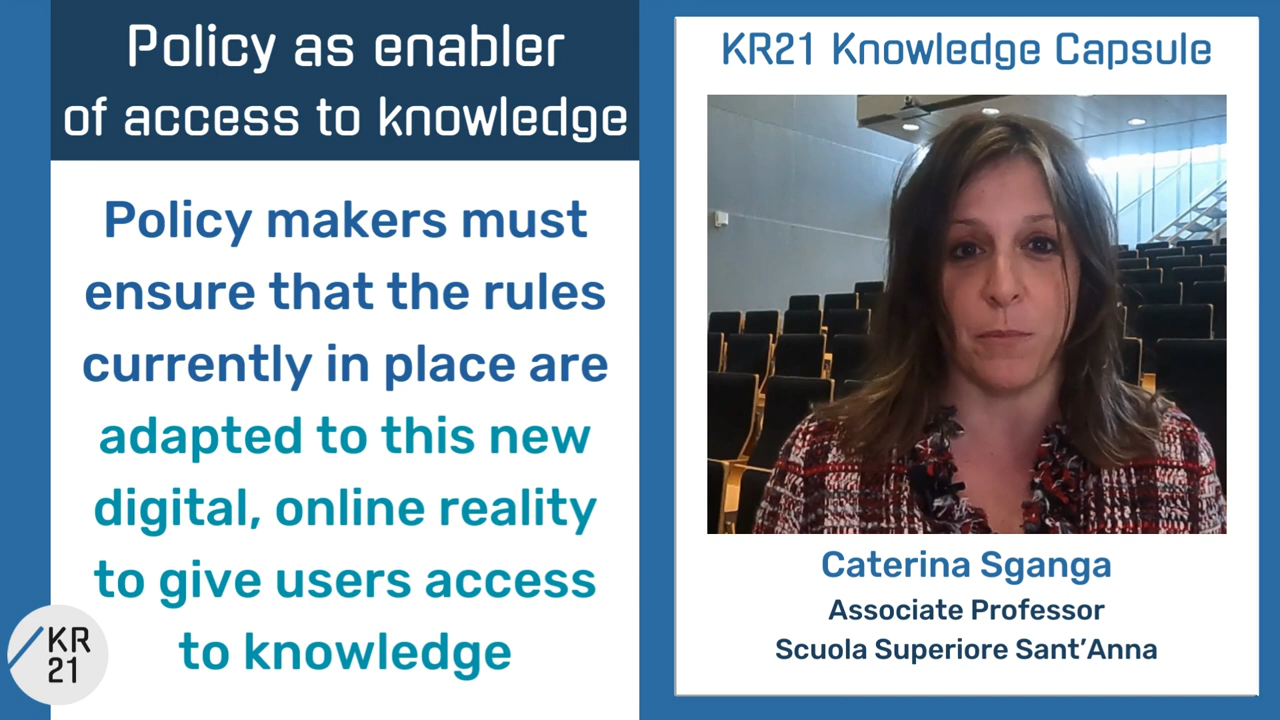 Policy as enabler
of access to knowledge
Policy makers must
ensure that the rules
currently in place are
adapted to this new
digital, online reality
to give users access
to knowledge
KR
21
KR21 Knowledge Capsule
Caterina Sganga
Associate Professor
Scuola Superiore Sant’Anna